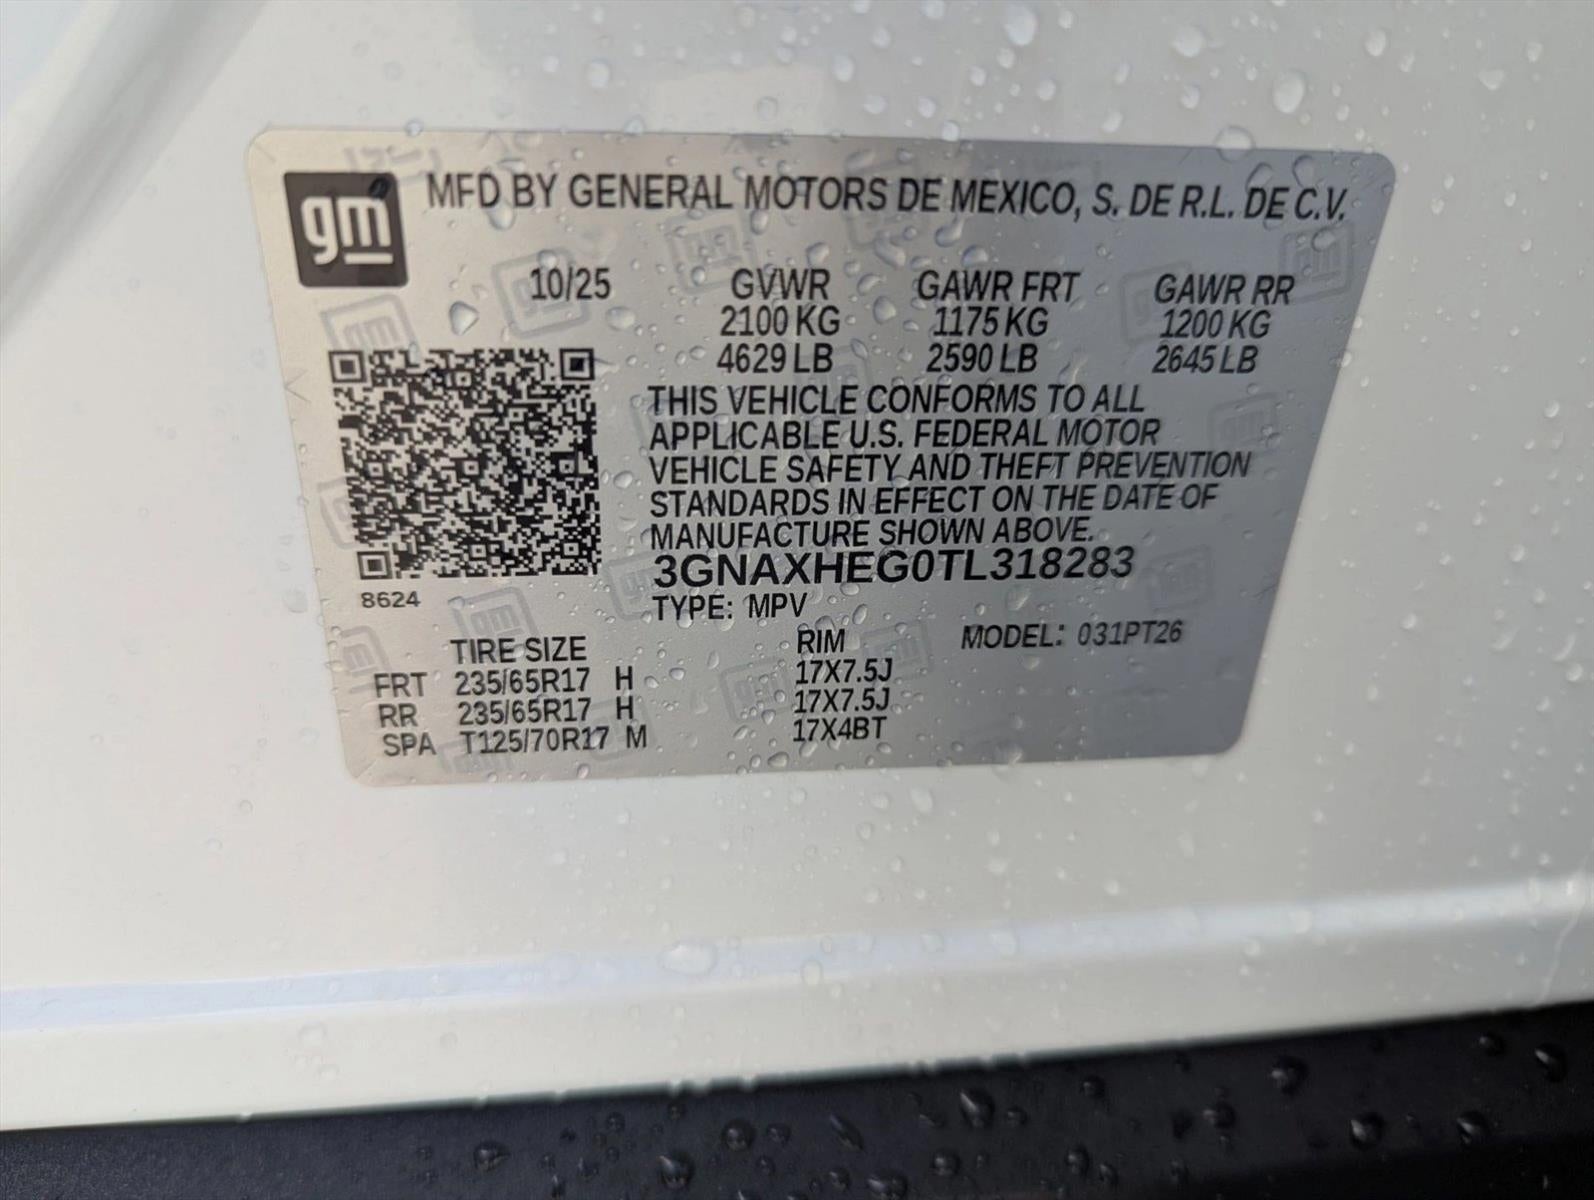 gm MFD BY GENERAL MOTORS DE MEXICO, S. DE R.L. DE C.V.
10/25 GVWR GAWR FRT GAWR RR
2100 KG 1175 KG 1200 KG
4629 LB 2590 LB 2645 LB
THIS VEHICLE CONFORMS TO ALL
APPLICABLE U.S. FEDERAL MOTOR
VEHICLE SAFETY AND THEFT PREVENTION
STANDARDS IN EFFECT ON THE DATE OF
MANUFACTURE SHOWN ABOVE.
3GNAXHEG0TL318283
8624
TYPE: MPV
TIRE SIZE RIM MODEL: 031PT26
FRT 235/65R17 H 17X7.5J
RR 235/65R17 H 17X7.5J
SPA T125/70R17 M 17X4BT